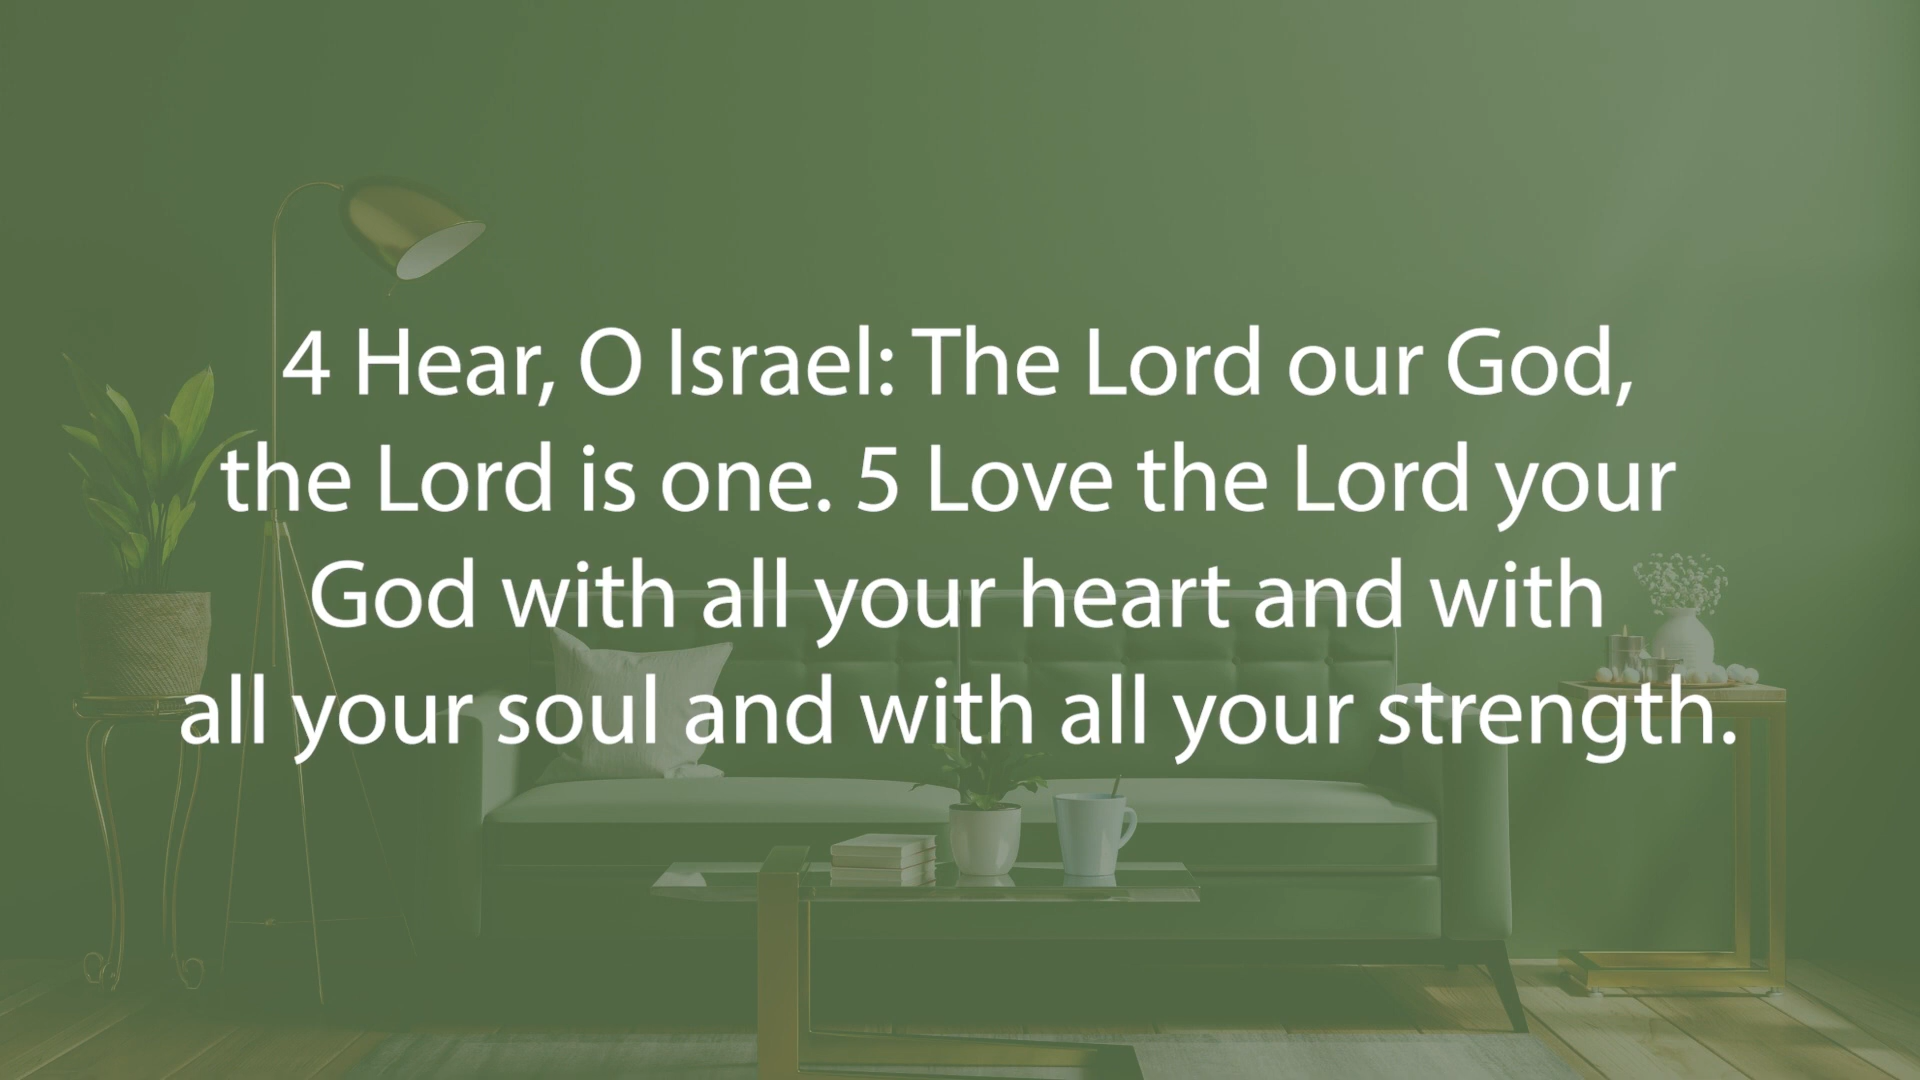 4 Hear, O Israel: The Lord our God,
the Lord is one. 5 Love the Lord your
God with all your heart and with
all your soul and with all your strength.